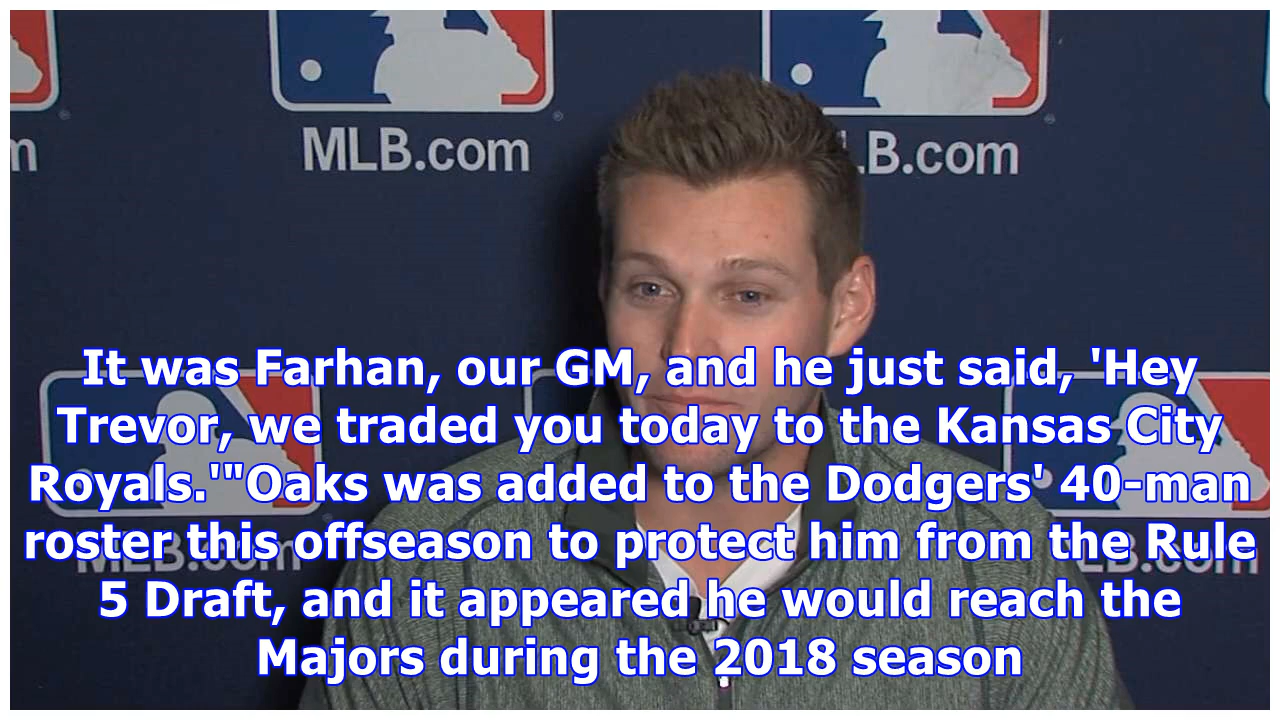 MLB.com
.B.com
m
It was Farhan, our GM, and he just said, 'Hey
Trevor, we traded you today to the Kansas City
Royals.'"Oaks was added to the Dodgers' 40-man
roster this offseason to protect him from the Rule
5 Draft, and it appeared he would reach the
Majors during the 2018 season
MLB.com
LB.com